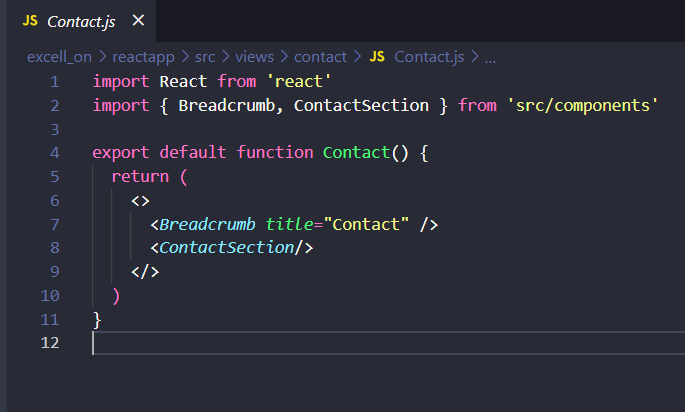 JS Contact.js ×
excell_on > reactapp > src > views > contact > JS Contact.js > ...
1 import React from 'react'
2 import { Breadcrumb, ContactSection } from 'src/components'
3
4 export default function Contact() {
5   return (
6     <>
7       <Breadcrumb title="Contact" />
8       <ContactSection/>
9     </>
10   )
11 }
12